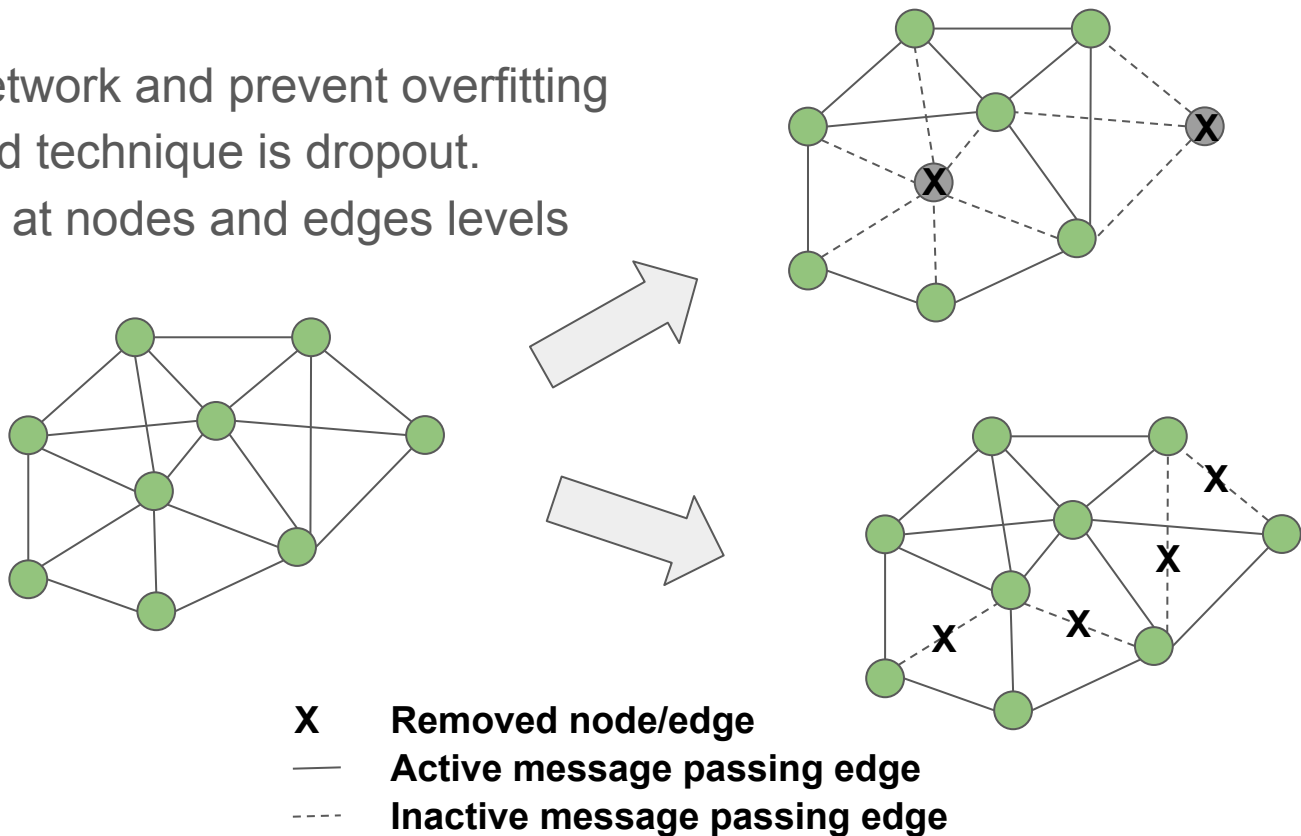 etwork and prevent overfitting
d technique is dropout.
at nodes and edges levels
X
X
X
X
X
X
X Removed node/edge
Active message passing edge
Inactive message passing edge